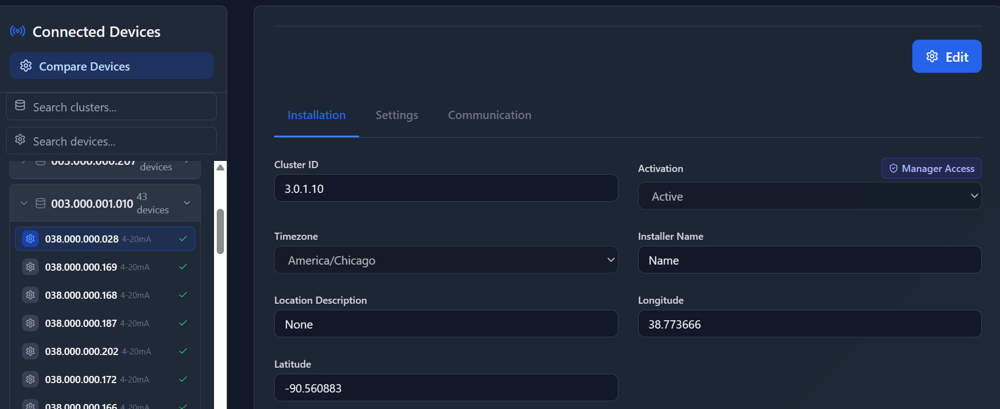 Connected Devices
Compare Devices
Search clusters...
Search devices...
003.000.000.207 devices
003.000.001.010 43 devices
038.000.000.028 4-20mA
038.000.000.169 4-20mA
038.000.000.168 4-20mA
038.000.000.187 4-20mA
038.000.000.202 4-20mA
038.000.000.172 4-20mA
038.000.000.166 4-20mA
Edit
Installation Settings Communication
Cluster ID
3.0.1.10
Activation
Manager Access
Active
Timezone
America/Chicago
Installer Name
Name
Location Description
None
Longitude
38.773666
Latitude
-90.560883